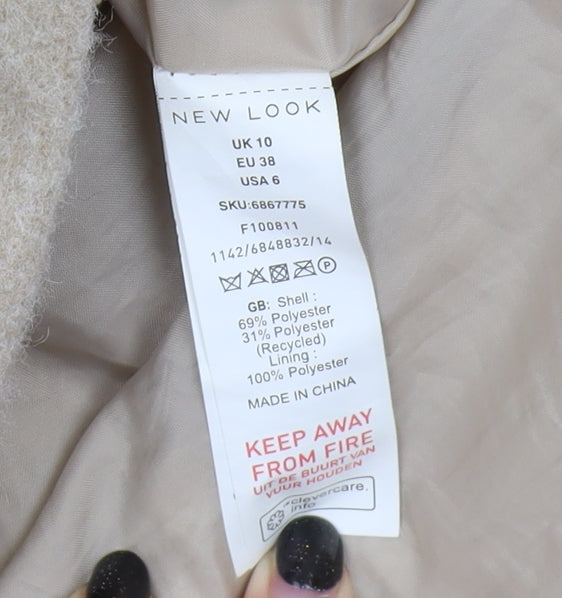 NEW LOOK
UK 10
EU 38
USA 6
SKU:6867775
F100811
1142/6848832/14
P
GB: Shell :
69% Polyester
31% Polyester
(Recycled)
Lining :
100% Polyester
MADE IN CHINA
KEEP AWAY
FROM FIRE
UIT DE BUURT VAN
VUUR HOUDEN
clevercare.
info